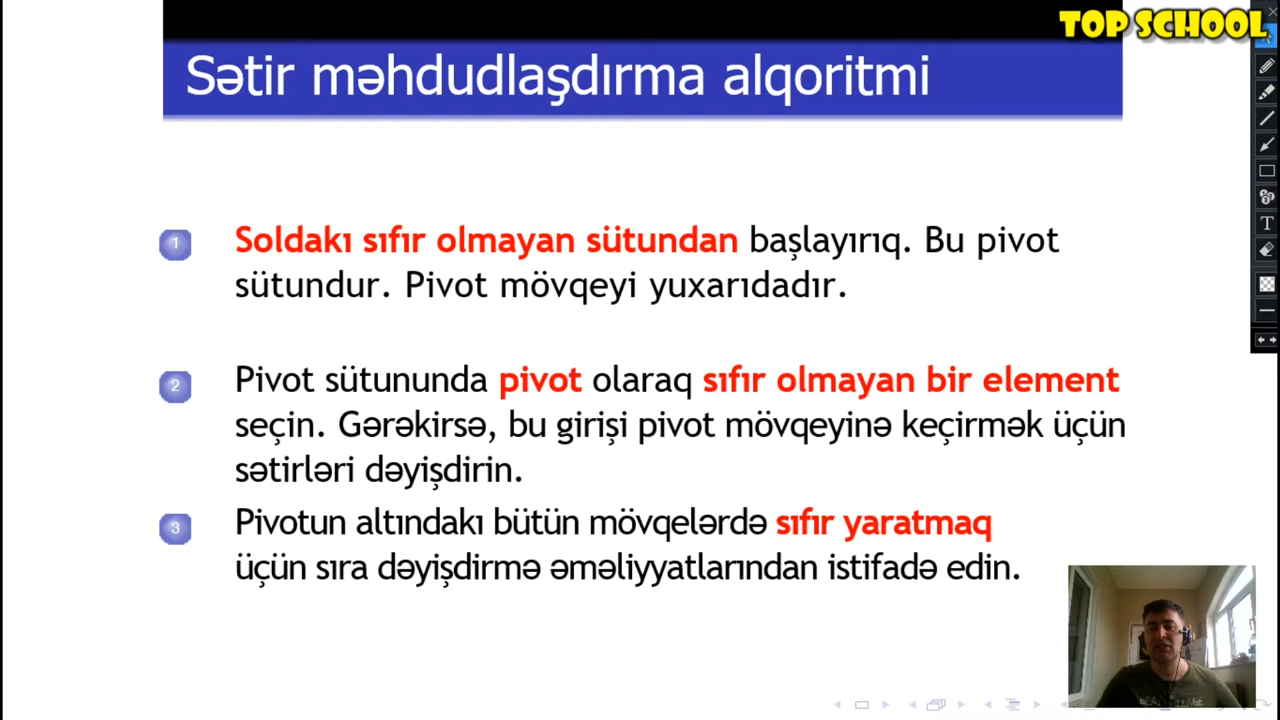 TOP SCHOOL
Sətir məhdudlaşdırma alqoritmi
1 Soldakı sıfır olmayan sütundan başlayırıq. Bu pivot
sütundur. Pivot mövqeyi yuxarıdadır.
2 Pivot sütununda pivot olaraq sıfır olmayan bir element
seçin. Gərəkirsə, bu girişi pivot mövqeyinə keçirmək üçün
sətirləri dəyişdirin.
3 Pivotun altındakı bütün mövqelərdə sıfır yaratmaq
üçün sıra dəyişdirmə əməliyyatlarından istifadə edin.